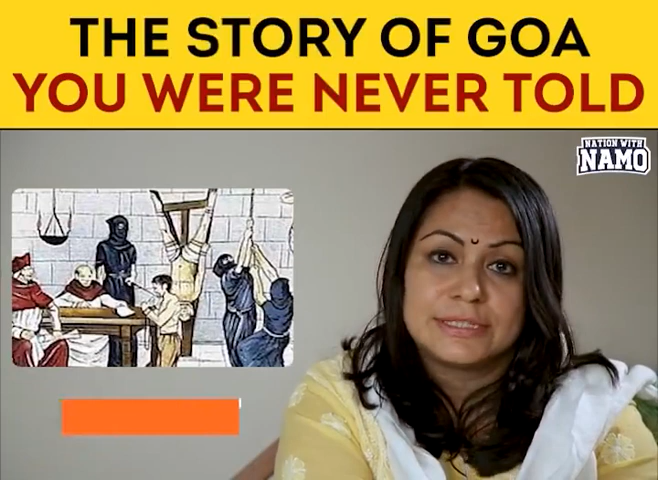 THE STORY OF GOA
YOU WERE NEVER TOLD
NATION WITH
NAMO